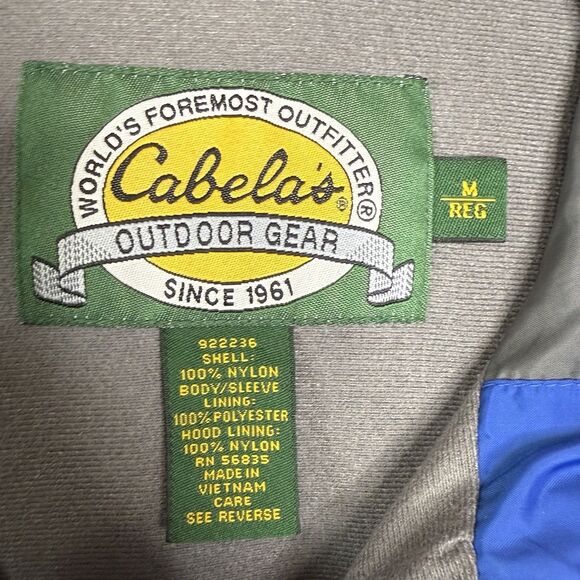 WORLD'S FOREMOST OUTFITTER®
Cabela's®
OUTDOOR GEAR
SINCE 1961
M
REG
922236
SHELL:
100% NYLON
BODY/SLEEVE
LINING:
100% POLYESTER
HOOD LINING:
100% NYLON
RN 56835
MADE IN
VIETNAM
CARE
SEE REVERSE